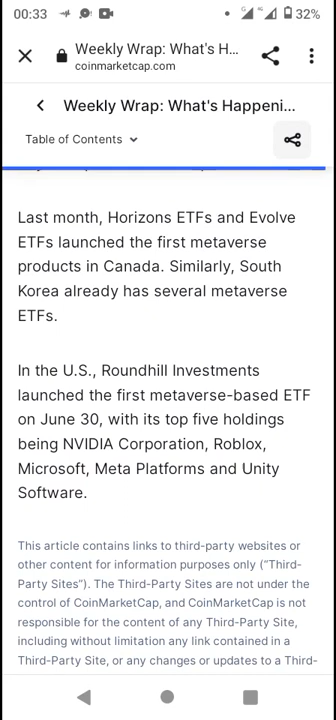 00:33
32%
Weekly Wrap: What's H...
coinmarketcap.com
Weekly Wrap: What's Happeni...
Table of Contents
Last month, Horizons ETFs and Evolve
ETFs launched the first metaverse
products in Canada. Similarly, South
Korea already has several metaverse
ETFs.
In the U.S., Roundhill Investments
launched the first metaverse-based ETF
on June 30, with its top five holdings
being NVIDIA Corporation, Roblox,
Microsoft, Meta Platforms and Unity
Software.
This article contains links to third-party websites or
other content for information purposes only (“Third-
Party Sites”). The Third-Party Sites are not under the
control of CoinMarketCap, and CoinMarketCap is not
responsible for the content of any Third-Party Site,
including without limitation any link contained in a
Third-Party Site, or any changes or updates to a Third-